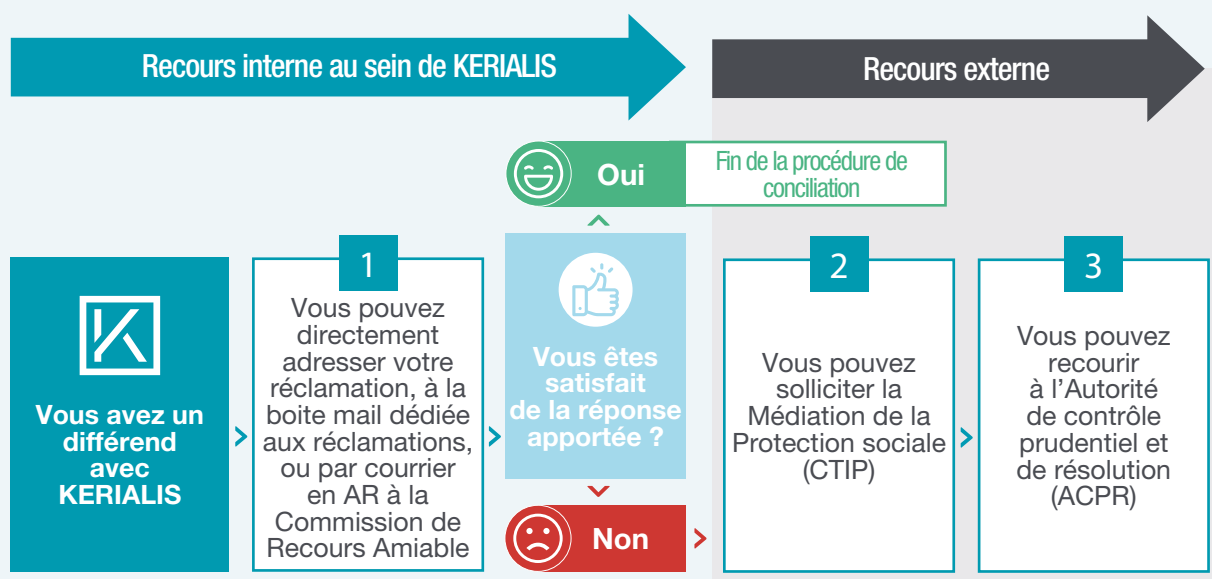 Recours interne au sein de KERIALIS
Recours externe
Oui
Fin de la procédure de
conciliation
Vous avez un
différend
avec
KERIALIS
1
Vous pouvez
directement
adresser votre
réclamation, à la
boite mail dédiée
aux réclamations,
ou par courrier
en AR à la
Commission de
Recours Amiable
Vous êtes
satisfait
de la réponse
apportée ?
Non
2
Vous pouvez
solliciter la
Médiation de la
Protection sociale
(CTIP)
3
Vous pouvez
recourir
à l’Autorité
de contrôle
prudentiel et
de résolution
(ACPR)